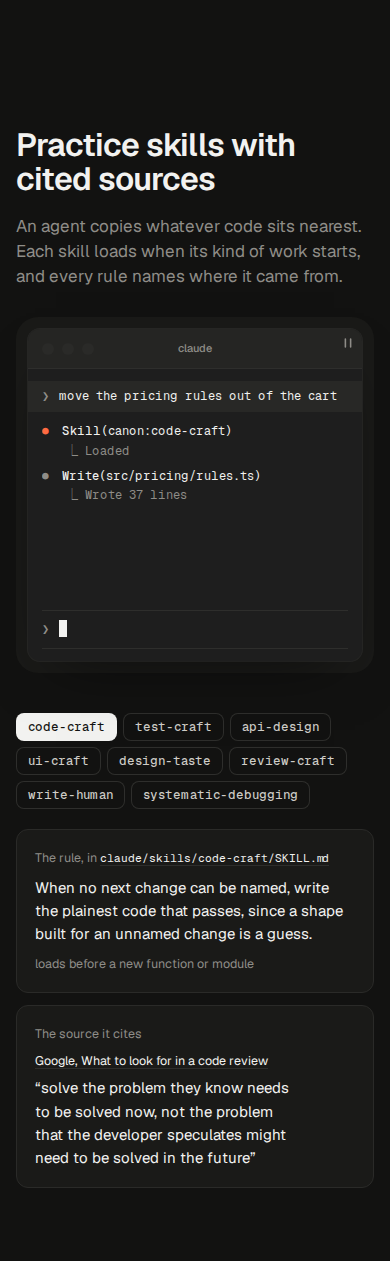 Practice skills with
cited sources
An agent copies whatever code sits nearest.
Each skill loads when its kind of work starts,
and every rule names where it came from.
claude
❯ move the pricing rules out of the cart
● Skill(canon:code-craft)
⎿ Loaded
● Write(src/pricing/rules.ts)
⎿ Wrote 37 lines
❯
code-craft test-craft api-design
ui-craft design-taste review-craft
write-human systematic-debugging
The rule, in claude/skills/code-craft/SKILL.md
When no next change can be named, write
the plainest code that passes, since a shape
built for an unnamed change is a guess.
loads before a new function or module
The source it cites
Google, What to look for in a code review
“solve the problem they know needs
to be solved now, not the problem
that the developer speculates might
need to be solved in the future”